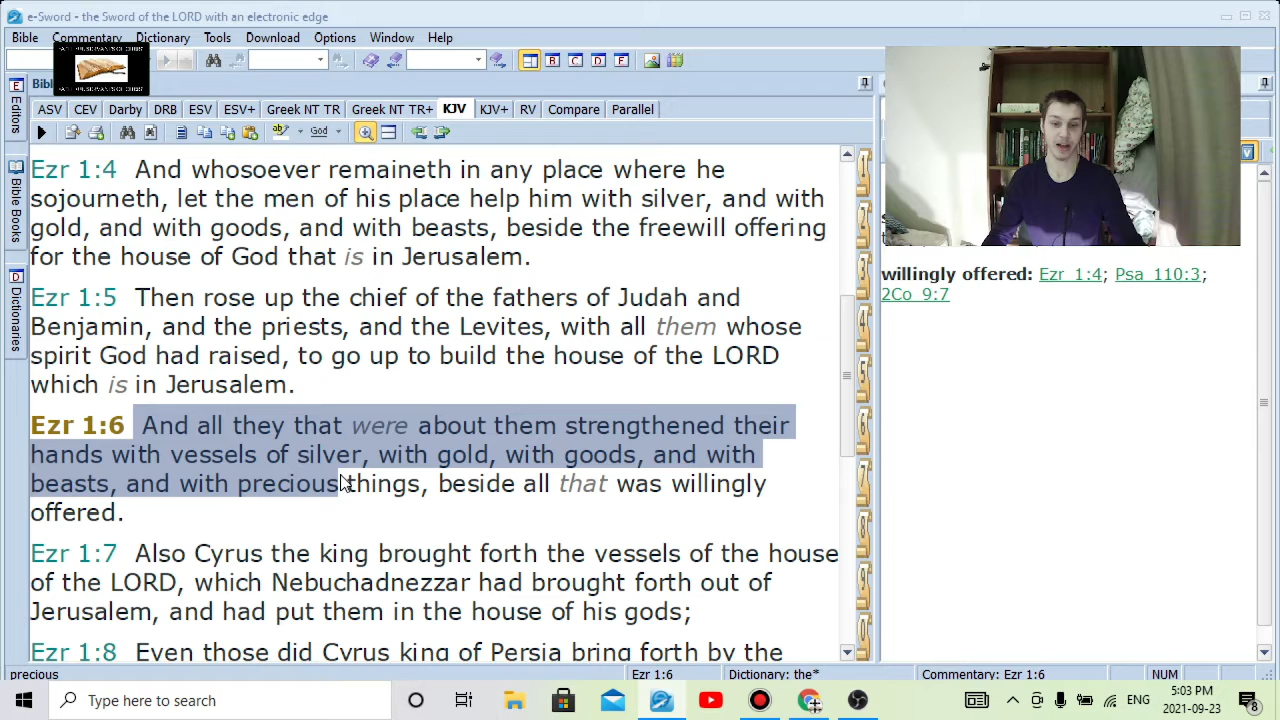 e-Sword - the Sword of the LORD with an electronic edge
Bible Commentary Dictionary Tools Download Options Window Help
B C D F
ASV CEV Darby DRB ESV ESV+ Greek NT TR Greek NT TR+ KJV KJV+ RV Compare Parallel
God
Editors
Bible Books
Dictionaries
Ezr 1:4 And whosoever remaineth in any place where he
sojourneth, let the men of his place help him with silver, and with
gold, and with goods, and with beasts, beside the freewill offering
for the house of God that is in Jerusalem.
Ezr 1:5 Then rose up the chief of the fathers of Judah and
Benjamin, and the priests, and the Levites, with all them whose
spirit God had raised, to go up to build the house of the LORD
which is in Jerusalem.
Ezr 1:6 And all they that were about them strengthened their
hands with vessels of silver, with gold, with goods, and with
beasts, and with precious things, beside all that was willingly
offered.
Ezr 1:7 Also Cyrus the king brought forth the vessels of the house
of the LORD, which Nebuchadnezzar had brought forth out of
Jerusalem, and had put them in the house of his gods;
Ezr 1:8 Even those did Cyrus king of Persia bring forth by the
willingly offered: Ezr_1:4; Psa_110:3;
2Co_9:7
precious Ezr 1:6 Dictionary: the* Commentary: Ezr 1:6 NUM
Type here to search
ENG
5:03 PM
2021-09-23
8